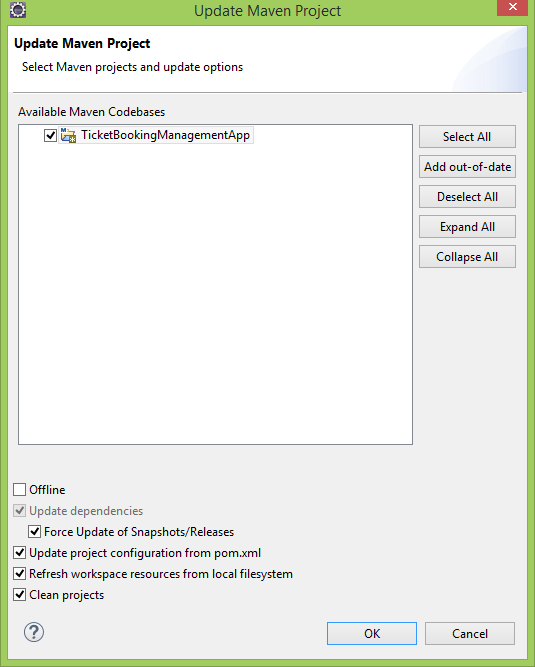 Update Maven Project
Update Maven Project
Select Maven projects and update options
Available Maven Codebases
TicketBookingManagementApp
Select All
Add out-of-date
Deselect All
Expand All
Collapse All
Offline
Update dependencies
Force Update of Snapshots/Releases
Update project configuration from pom.xml
Refresh workspace resources from local filesystem
Clean projects
?
OK
Cancel